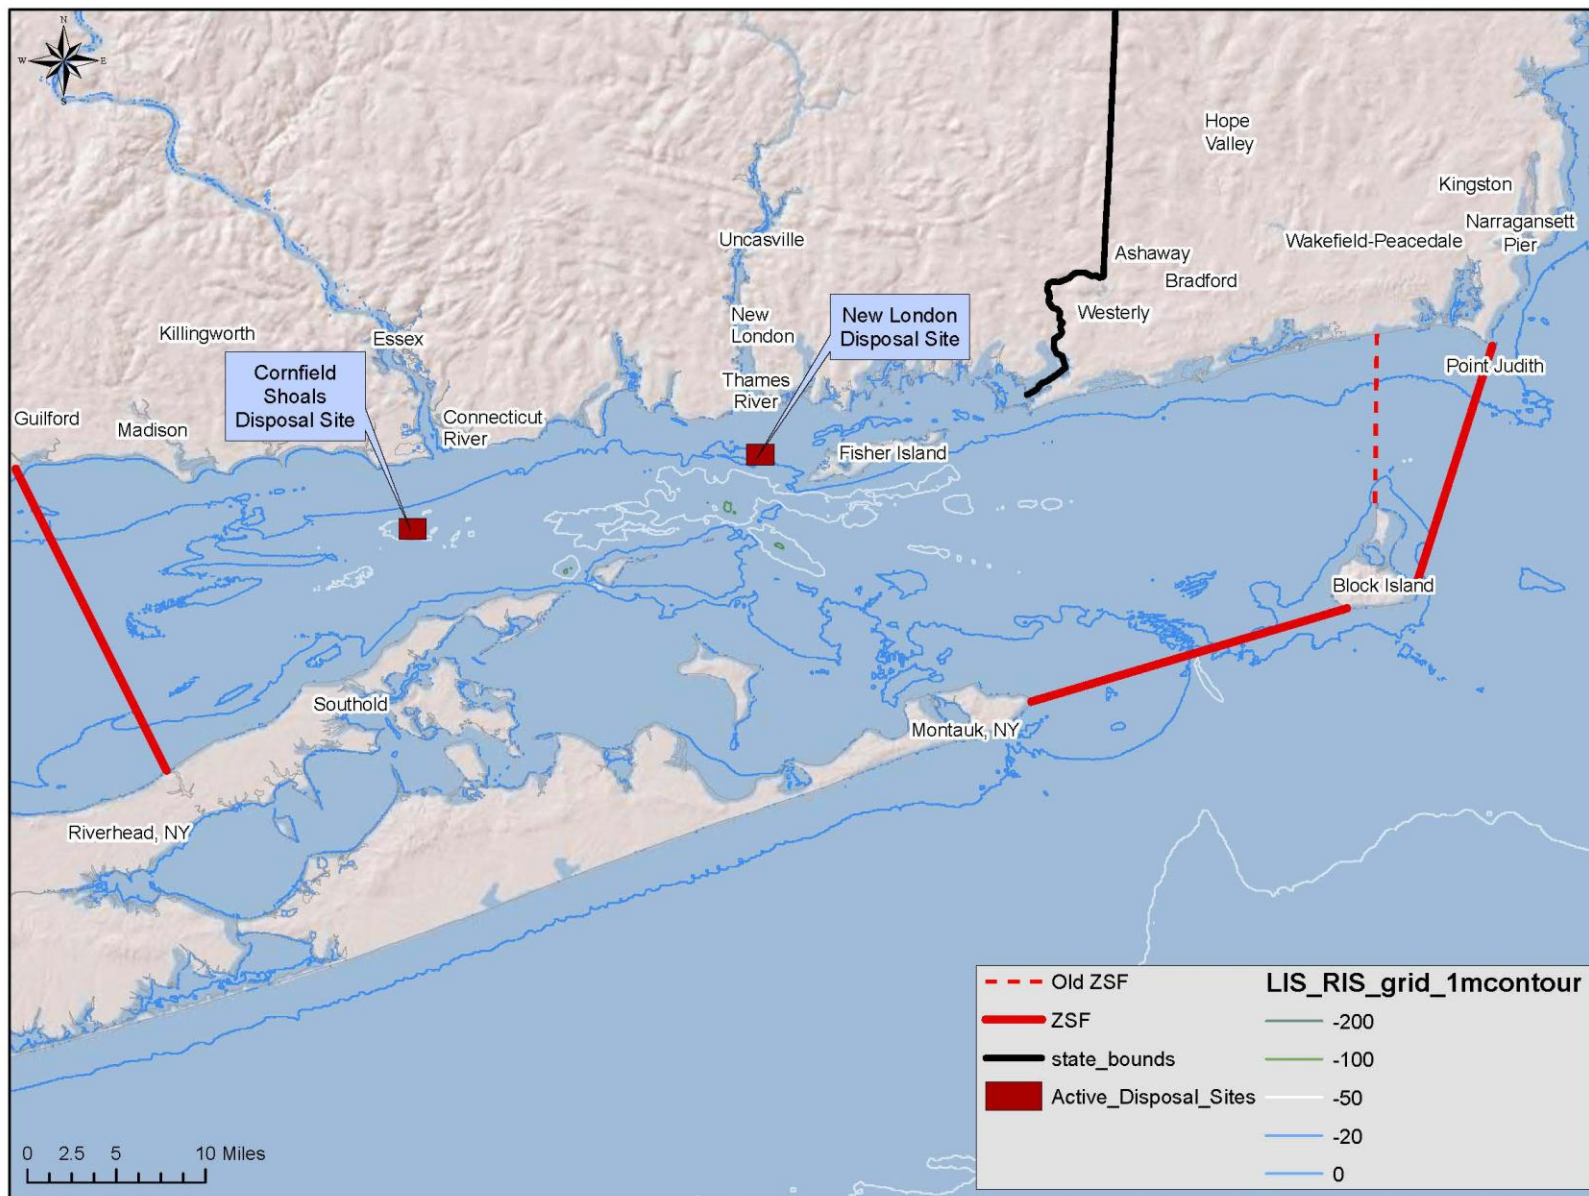 N
W
E
S
Hope
Valley
Kingston
Narragansett
Pier
Uncasville
Wakefield-Peacedale
Ashaway
Bradford
Westerly
New London
Disposal Site
New
London
Killingworth
Essex
Cornfield
Shoals
Disposal Site
Point Judith
Thames
River
Guilford
Madison
Connecticut
River
Fisher Island
Block Island
Southold
Montauk, NY
Riverhead, NY
Old ZSF
ZSF
state_bounds
Active_Disposal_Sites
LIS_RIS_grid_1mcontour
-200
-100
-50
-20
0
0 2.5 5 10 Miles